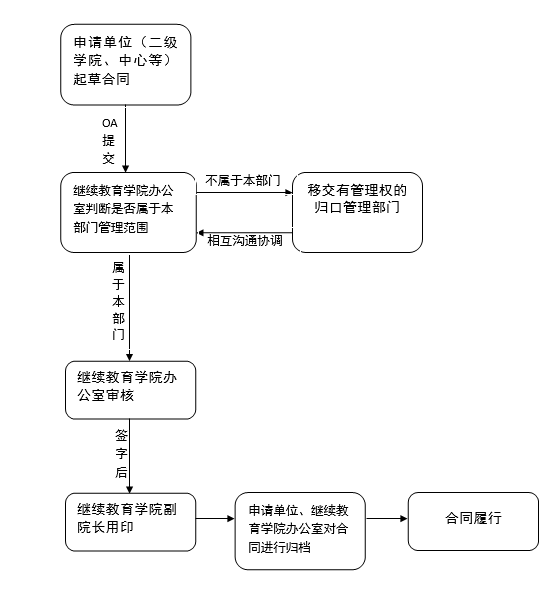 申请单位（二级
学院、中心等）
起草合同
OA
提
交
继续教育学院办公
室判断是否属于本
部门管理范围
不属于本部门
移交有管理权的
归口管理部门
相互沟通协调
属
于
本
部
门
继续教育学院办
公室审核
签
字
后
继续教育学院副
院长用印
申请单位、继续教
育学院办公室对合
同进行归档
合同履行